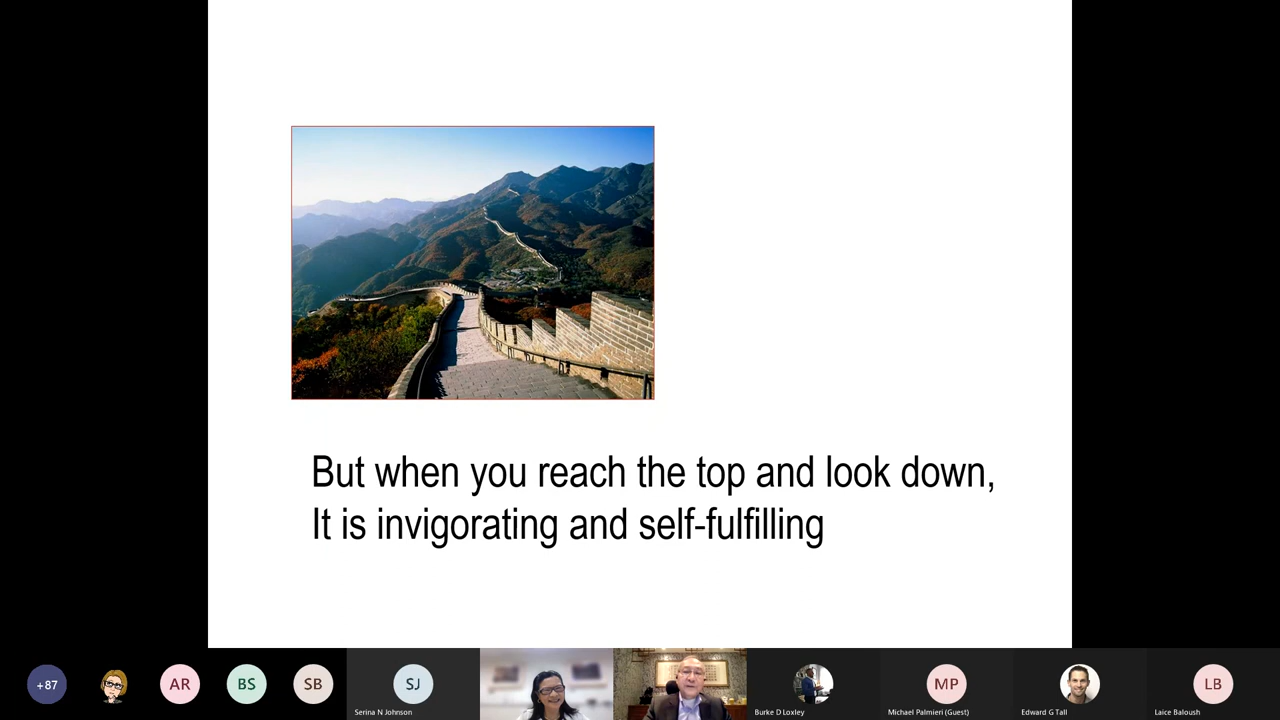 But when you reach the top and look down,
It is invigorating and self-fulfilling
+87
AR
BS
SB
SJ
Serina N Johnson
Burke D Loxley
MP
Michael Palmieri (Guest)
Edward G Tall
LB
Laice Baloush